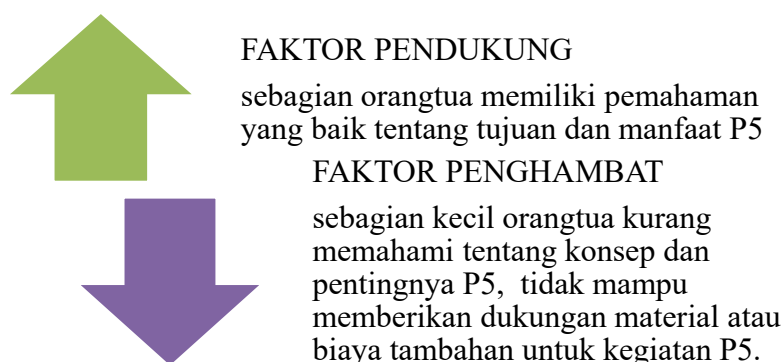 FAKTOR PENDUKUNG
sebagian orangtua memiliki pemahaman
yang baik tentang tujuan dan manfaat P5
FAKTOR PENGHAMBAT
sebagian kecil orangtua kurang
memahami tentang konsep dan
pentingnya P5, tidak mampu
memberikan dukungan material atau
biaya tambahan untuk kegiatan P5.